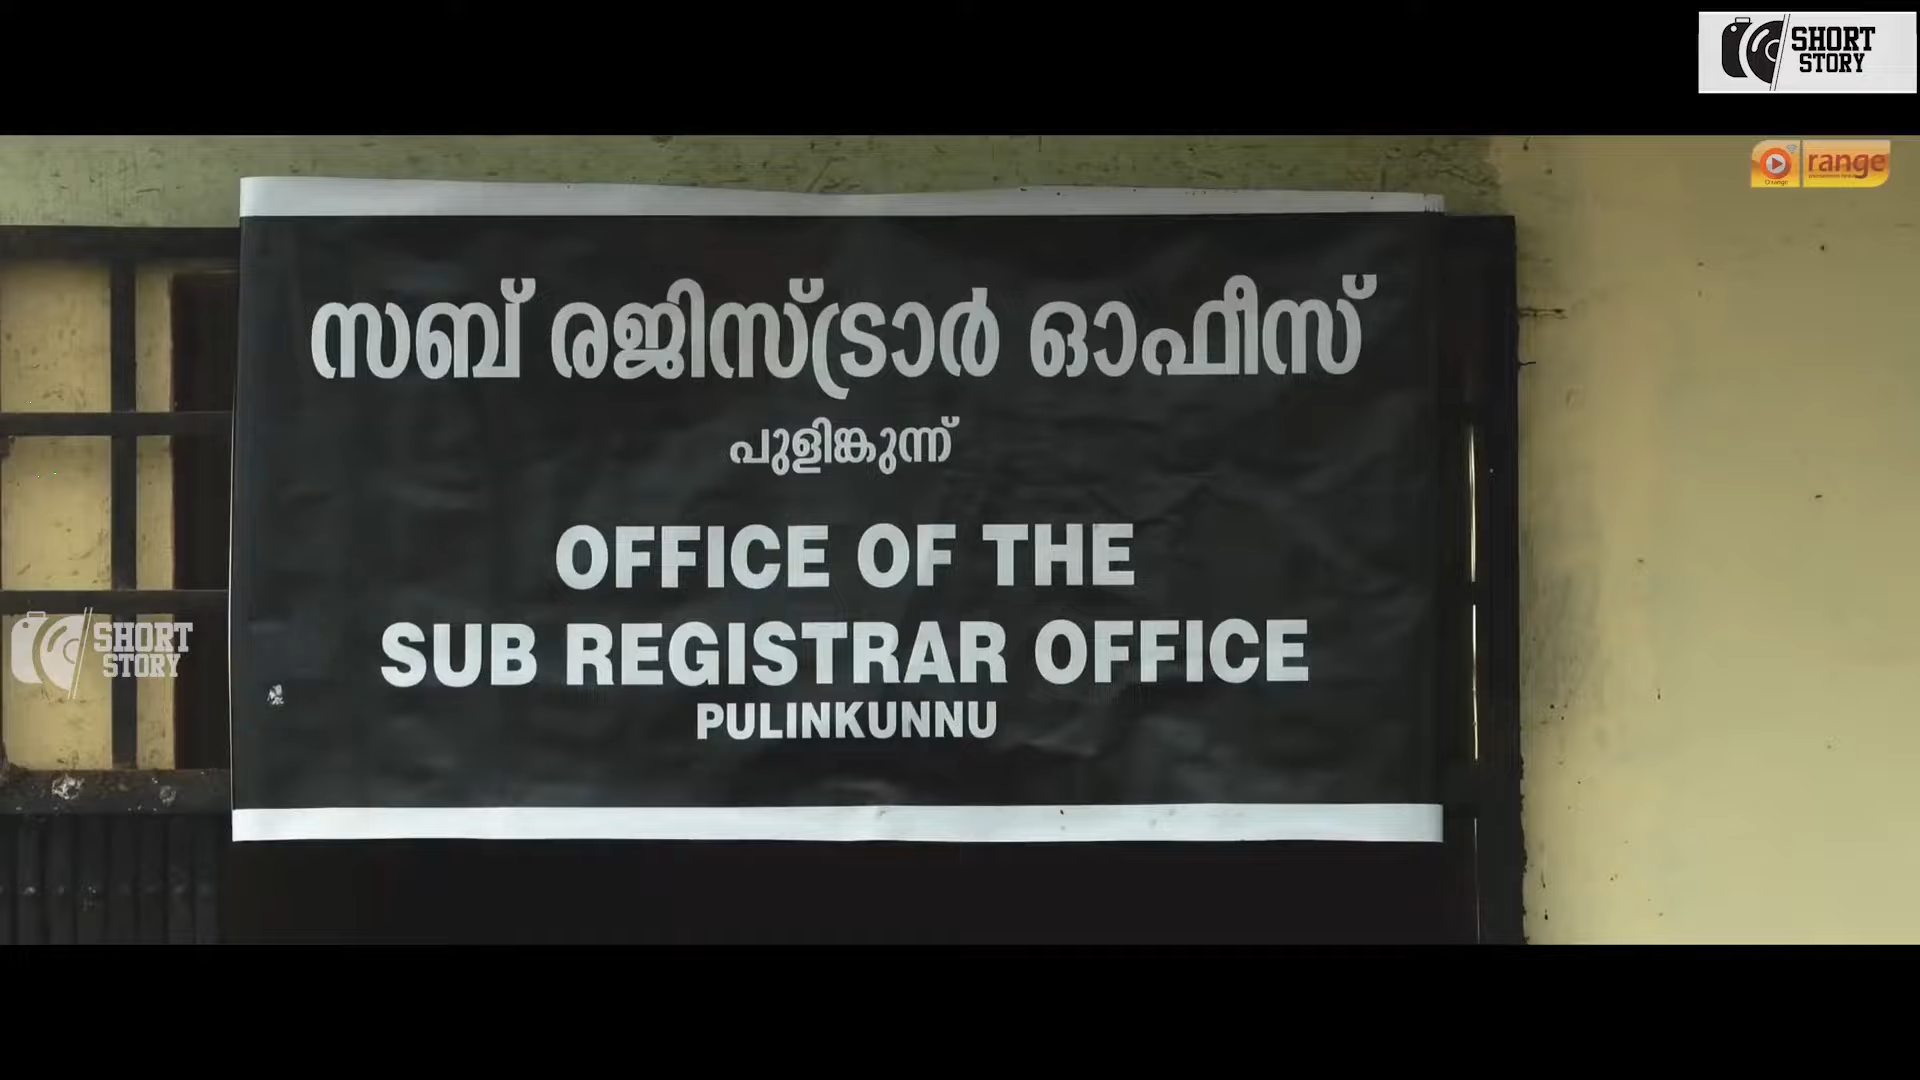 SHORT
STORY
range
സബ് രജിസ്ട്രാർ ഓഫീസ്
പുളിങ്കുന്ന്
OFFICE OF THE
SUB REGISTRAR OFFICE
PULINKUNNU
SHORT
STORY